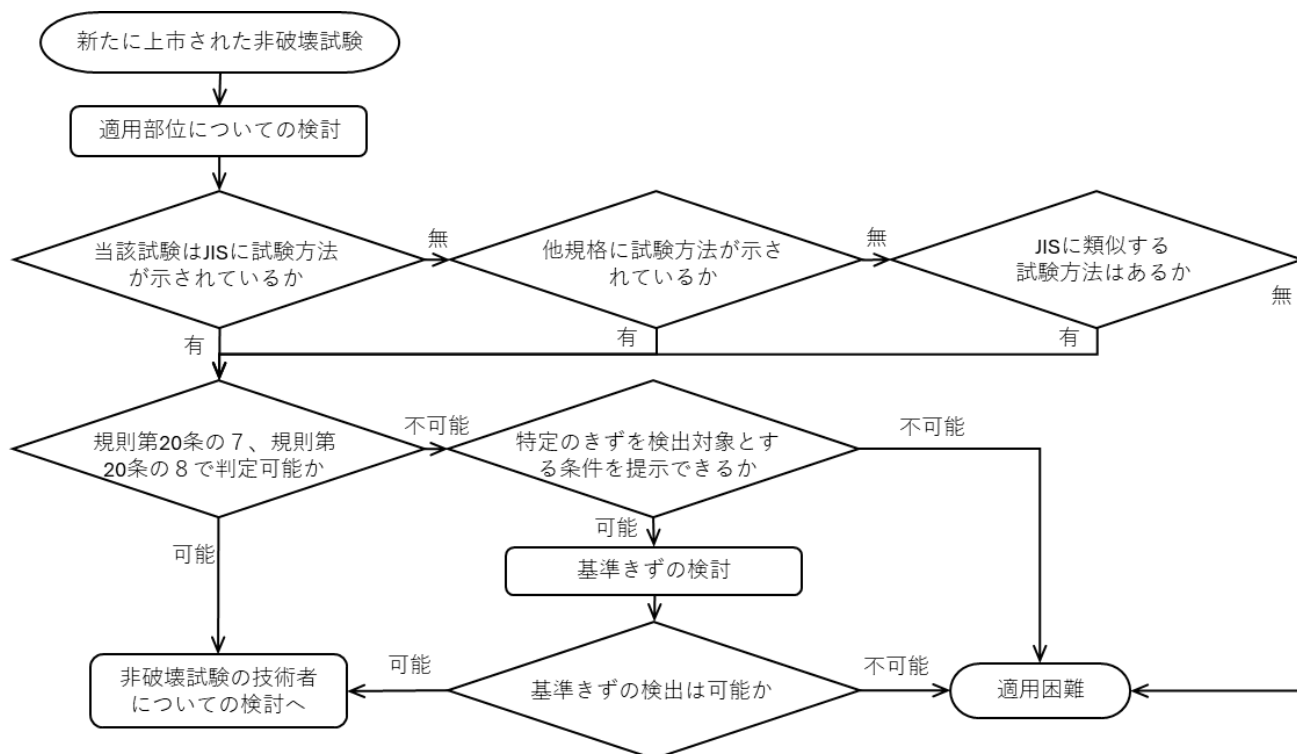 新たに上市された非破壊試験
適用部位についての検討
当該試験はJISに試験方法
が示されているか
無
他規格に試験方法が示さ
れているか
無
JISに類似する
試験方法はあるか
無
有
有
有
規則第20条の７、規則第
20条の８で判定可能か
不可能
特定のきずを検出対象とす
る条件を提示できるか
不可能
可能
可能
基準きずの検討
非破壊試験の技術者
についての検討へ
可能
基準きずの検出は可能か
不可能
適用困難